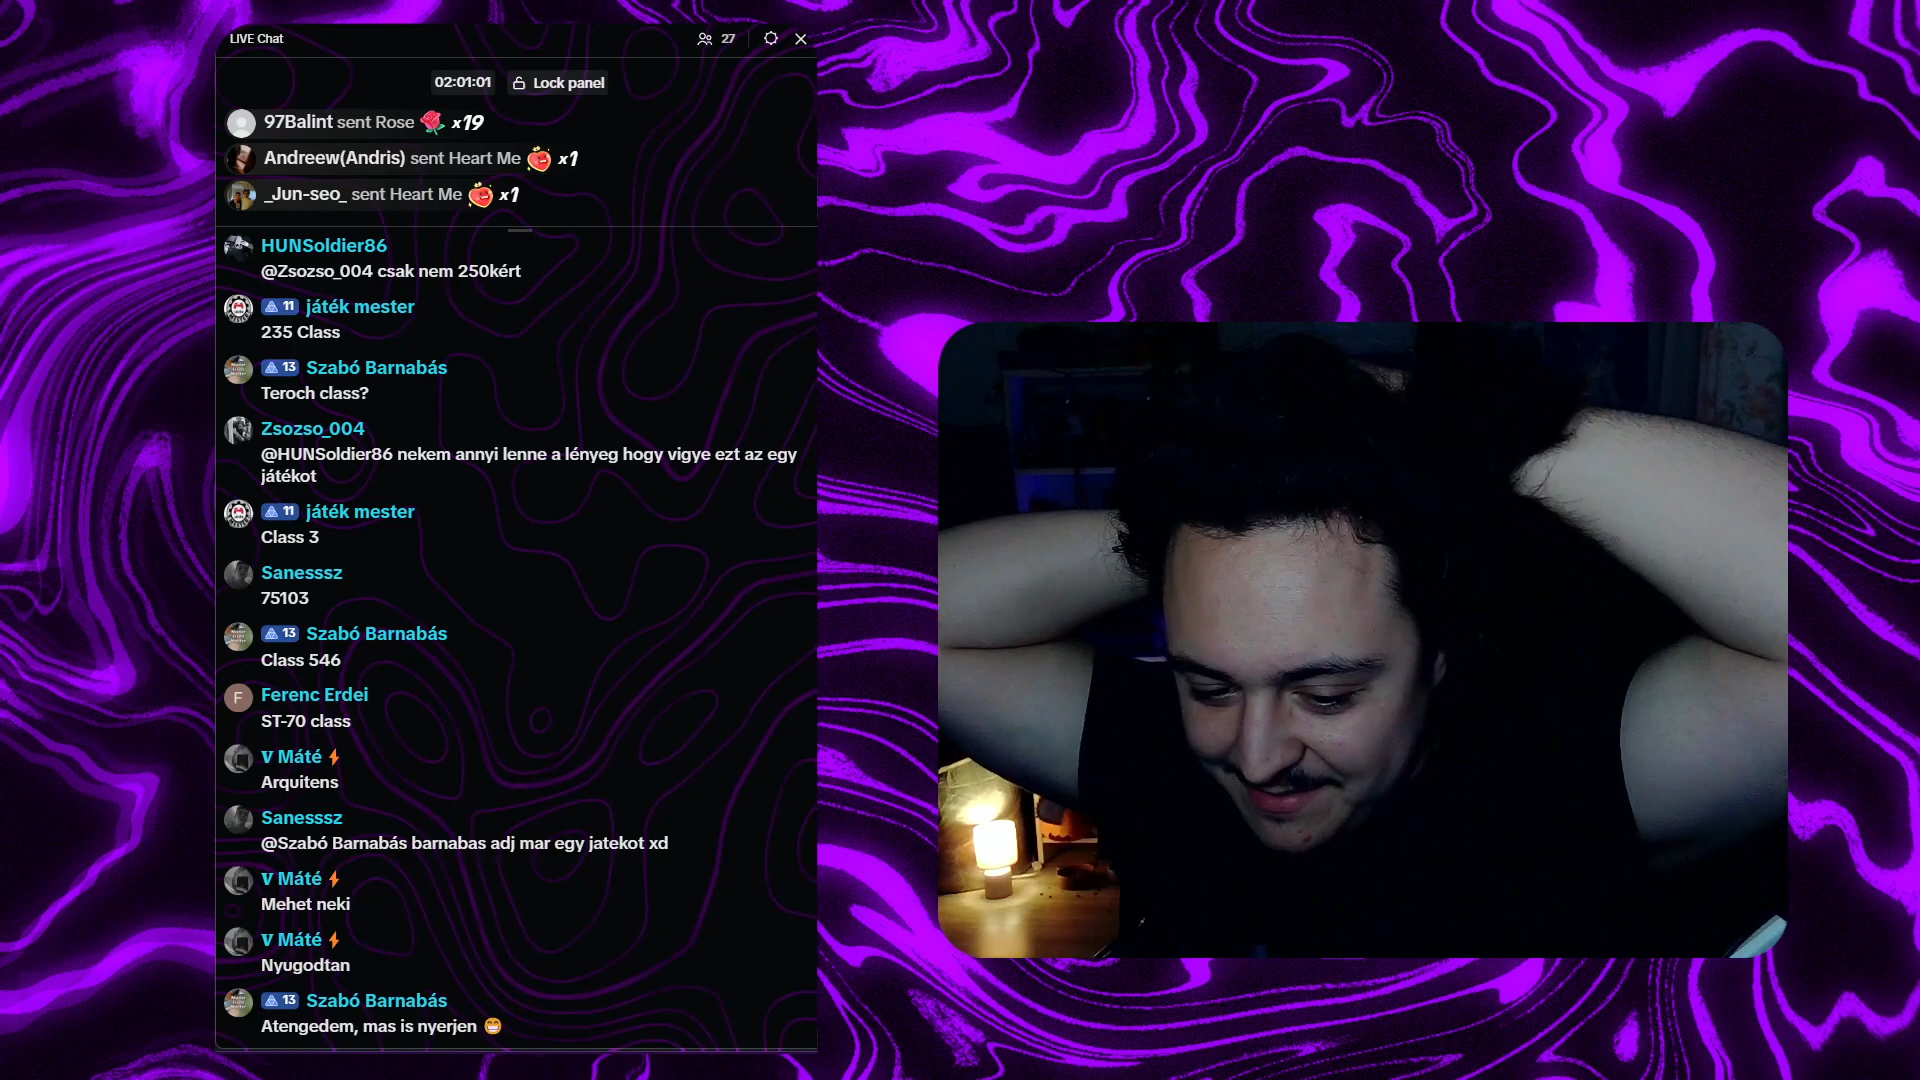 LIVE Chat
27
02:01:01
Lock panel
97Balint sent Rose x19
Andreew(Andris) sent Heart Me x1
_Jun-seo_ sent Heart Me x1
HUNSoldier86
@Zsozso_004 csak nem 250kért
11 játék mester
235 Class
13 Szabó Barnabás
Teroch class?
Zsozso_004
@HUNSoldier86 nekem annyi lenne a lényeg hogy vigye ezt az egy
játékot
11 játék mester
Class 3
Sanesssz
75103
13 Szabó Barnabás
Class 546
F Ferenc Erdei
ST-70 class
V Máté⚡
Arquitens
Sanesssz
@Szabó Barnabás barnabas adj mar egy jatekot xd
V Máté⚡
Mehet neki
V Máté⚡
Nyugodtan
13 Szabó Barnabás
Atengedem, mas is nyerjen 😁